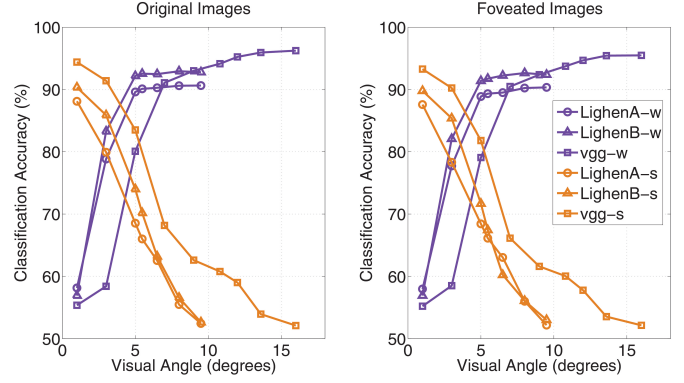 Original Images
Foveated Images
Classification Accuracy (%)
100
90
80
70
60
50
0
5
10
15
Visual Angle (degrees)
Classification Accuracy (%)
100
90
80
70
60
50
0
5
10
15
Visual Angle (degrees)
LighenA-w
LighenB-w
vgg-w
LighenA-s
LighenB-s
vgg-s